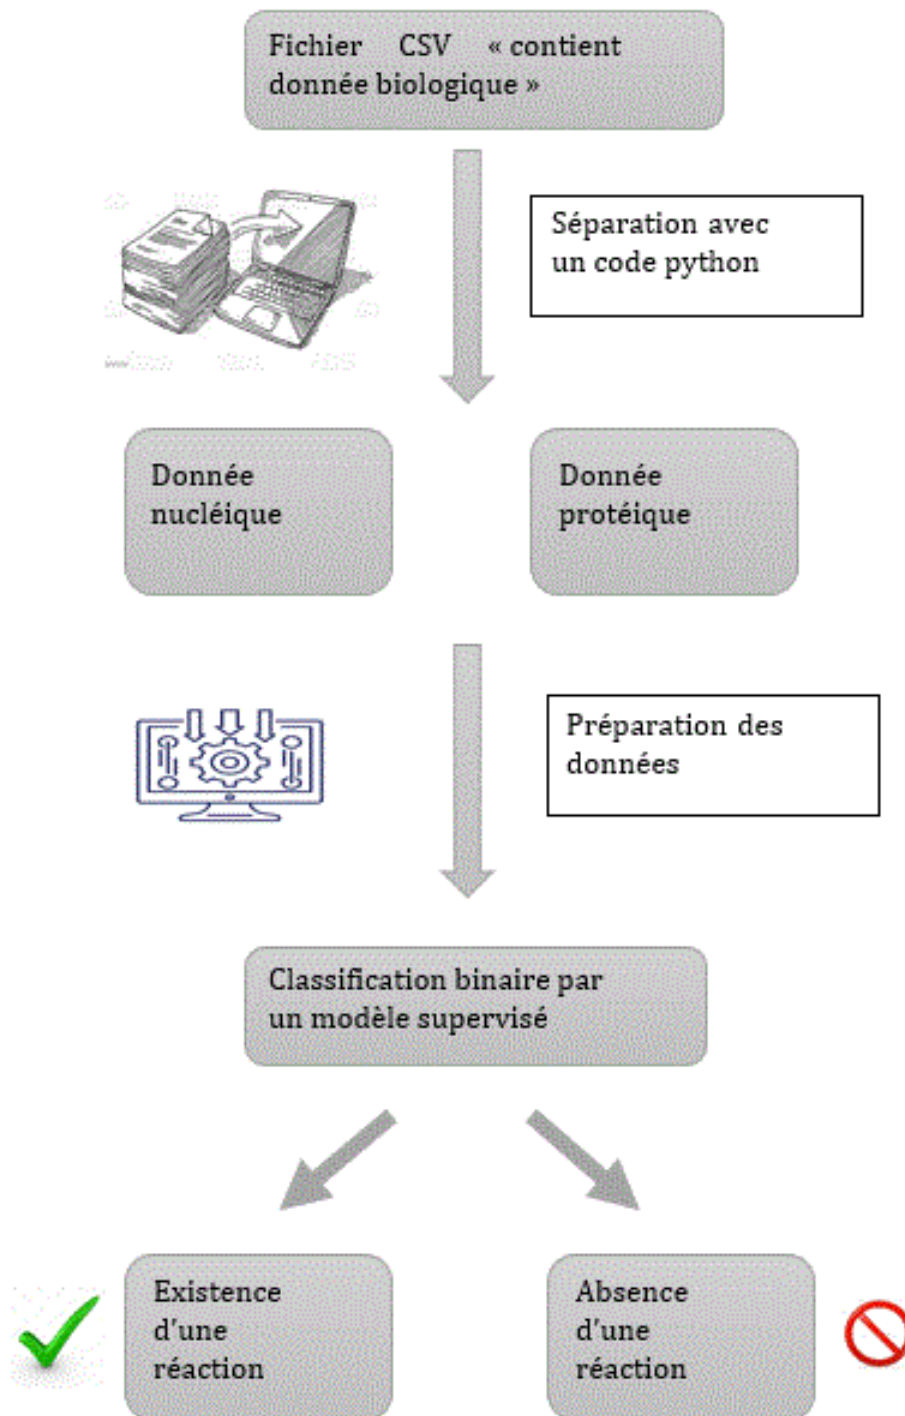 Fichier CSV « contient
donnée biologique »
Séparation avec
un code python
Donnée
nucléique
Donnée
protéique
Préparation des
données
Classification binaire par
un modèle supervisé
Existence
d'une
réaction
Absence
d'une
réaction